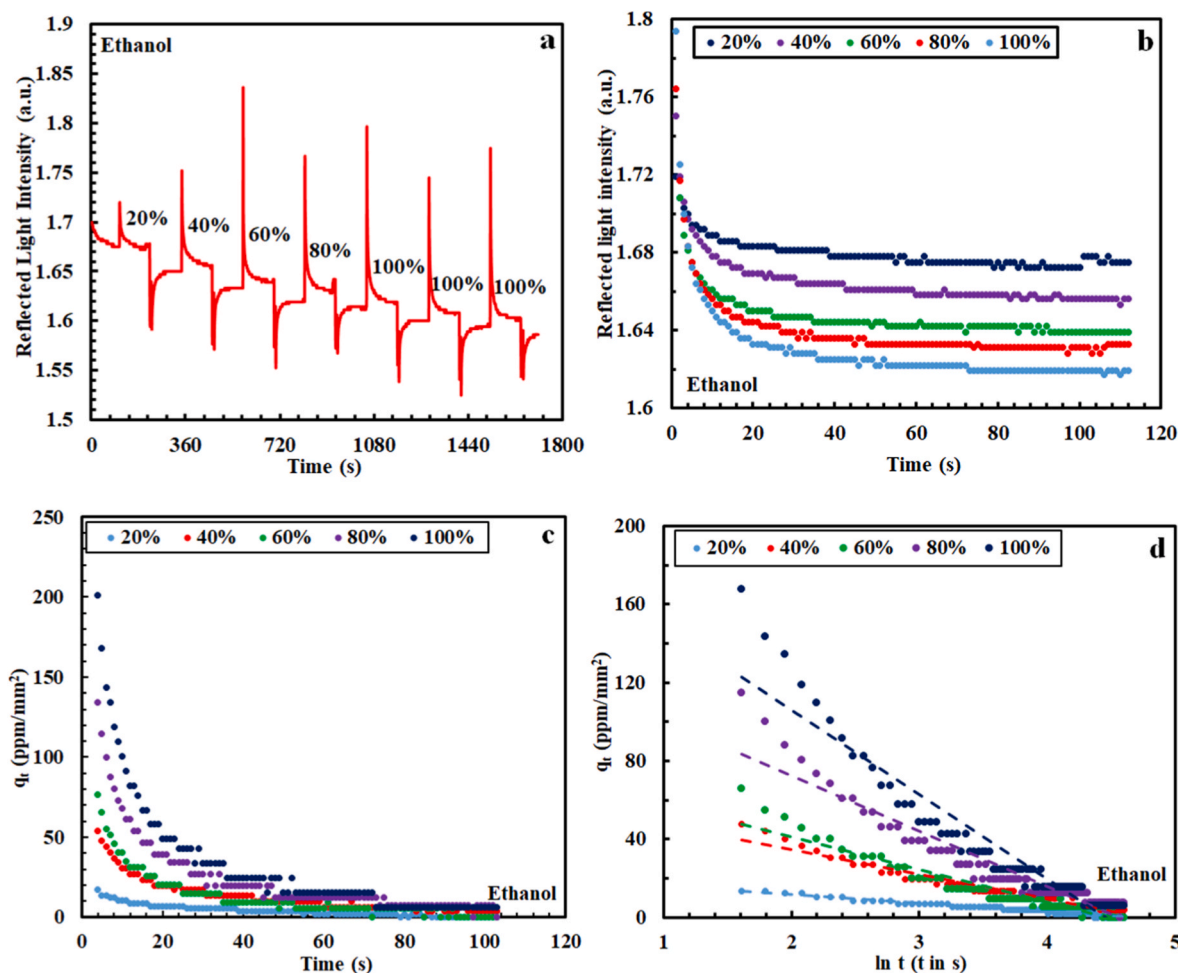 Ethanol
a
Reflected Light Intensity (a.u.)
1.9
1.85
1.8
1.75
1.7
1.65
1.6
1.55
1.5
20%
40%
60%
80%
100%
100%
100%
0 360 720 1080 1440 1800
Time (s)
20% 40% 60% 80% 100%
b
Reflected light intensity (a.u.)
1.8
1.76
1.72
1.68
1.64
1.6
Ethanol
0 20 40 60 80 100 120
Time (s)
20% 40% 60% 80% 100%
c
qt (ppm/mm²)
250
200
150
100
50
0
Ethanol
0 20 40 60 80 100 120
Time (s)
20% 40% 60% 80% 100%
d
qt (ppm/mm²)
200
160
120
80
40
0
Ethanol
1 2 3 4 5
ln t (t in s)